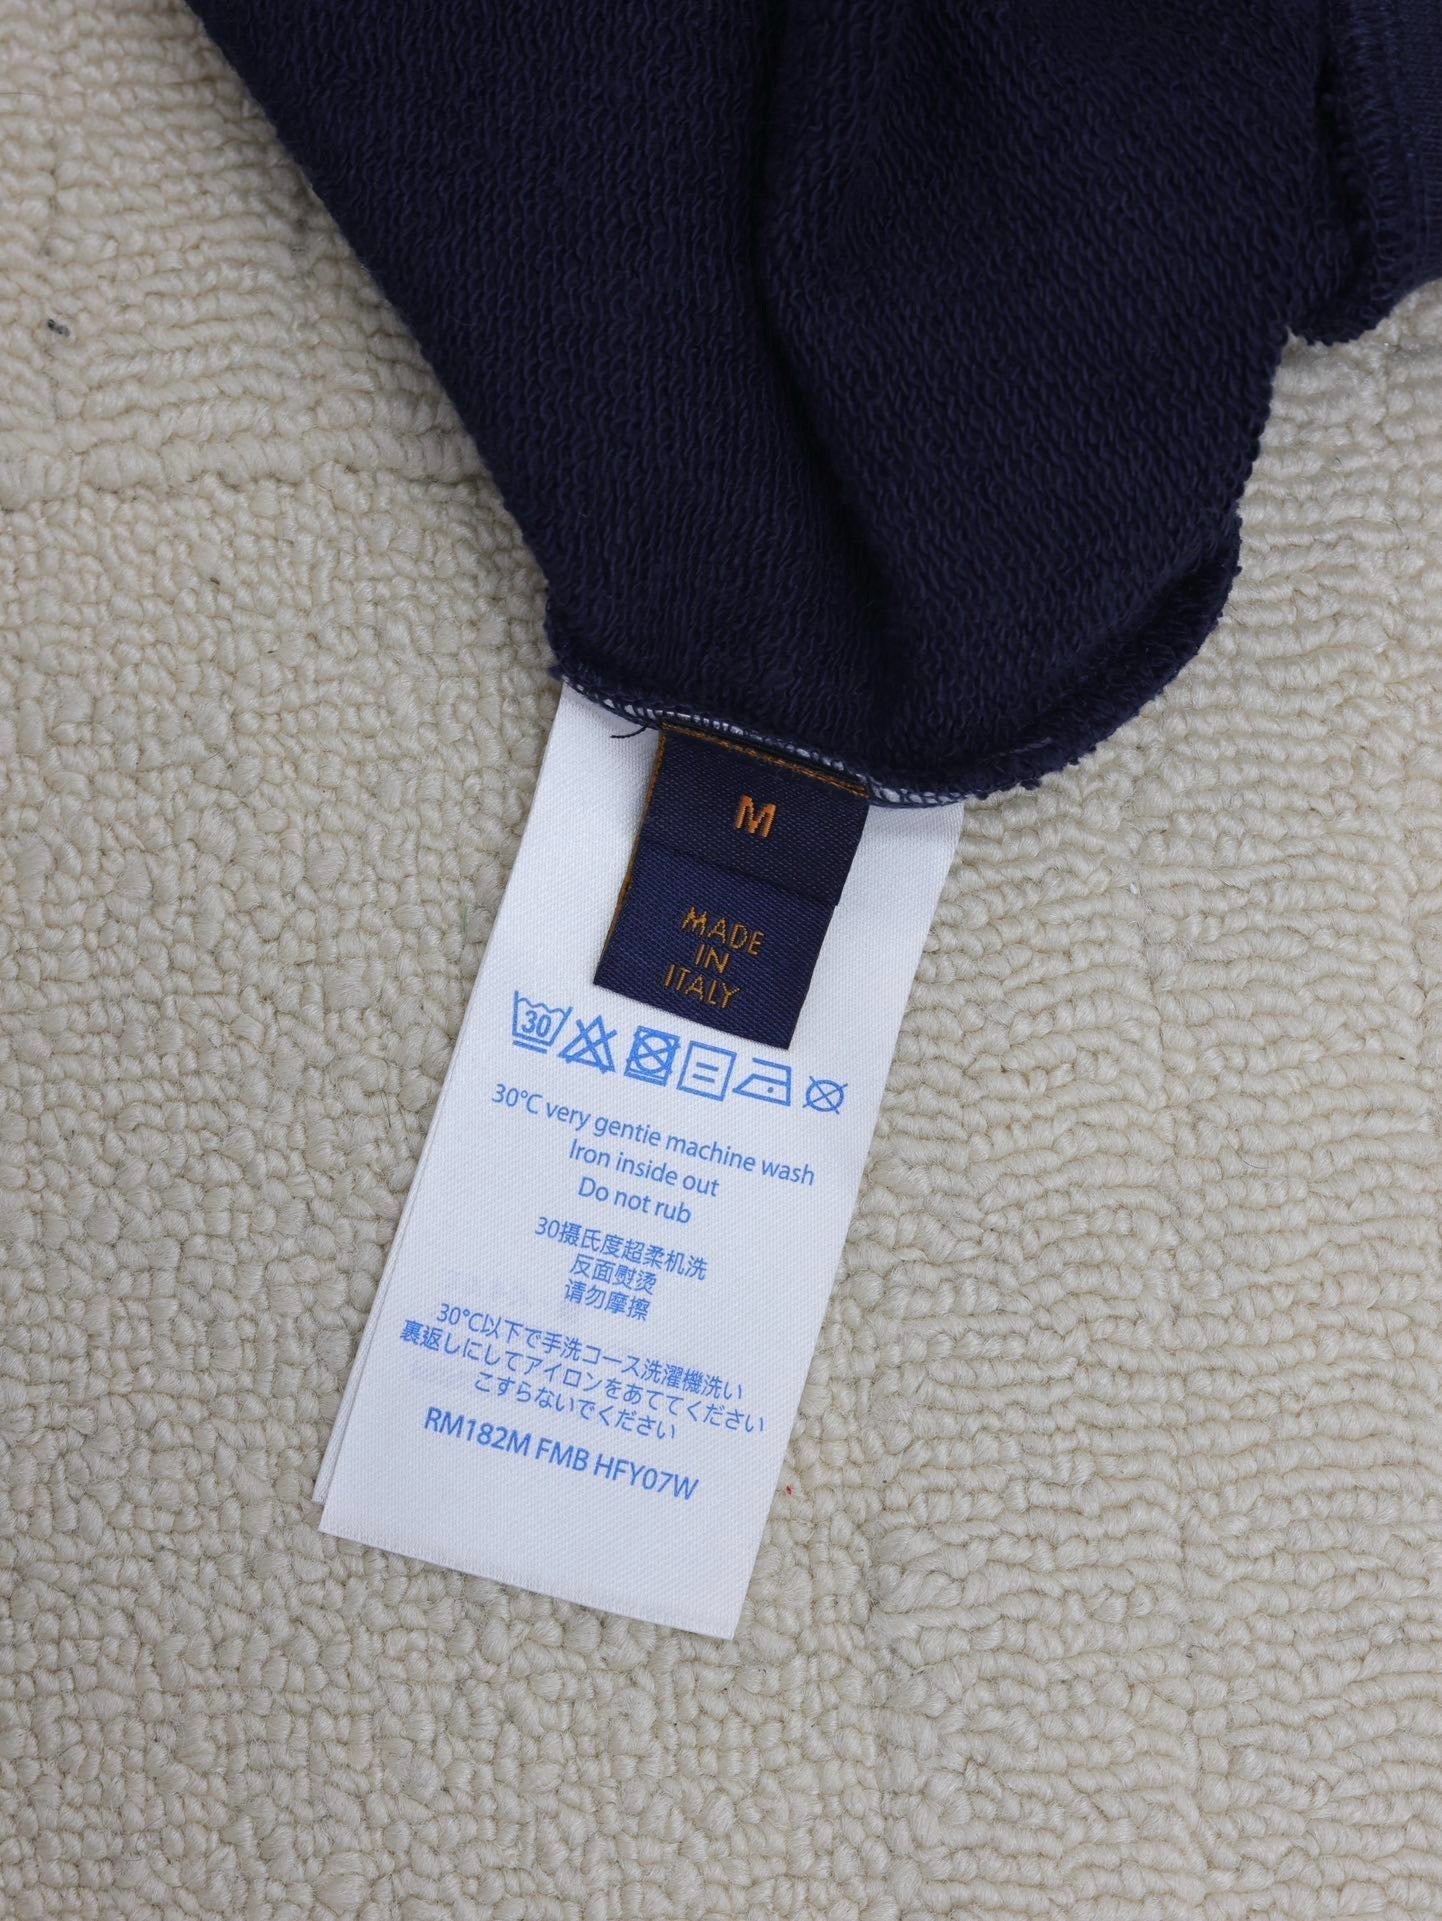 M
MADE
IN
ITALY
30
30°C very gentie machine wash
Iron inside out
Do not rub
30摄氏度超柔机洗
反面熨烫
请勿摩擦
30°C以下で手洗コース洗濯機洗い
裏返しにしてアイロンをあててください
こすらないでください
RM182M FMB HFY07W